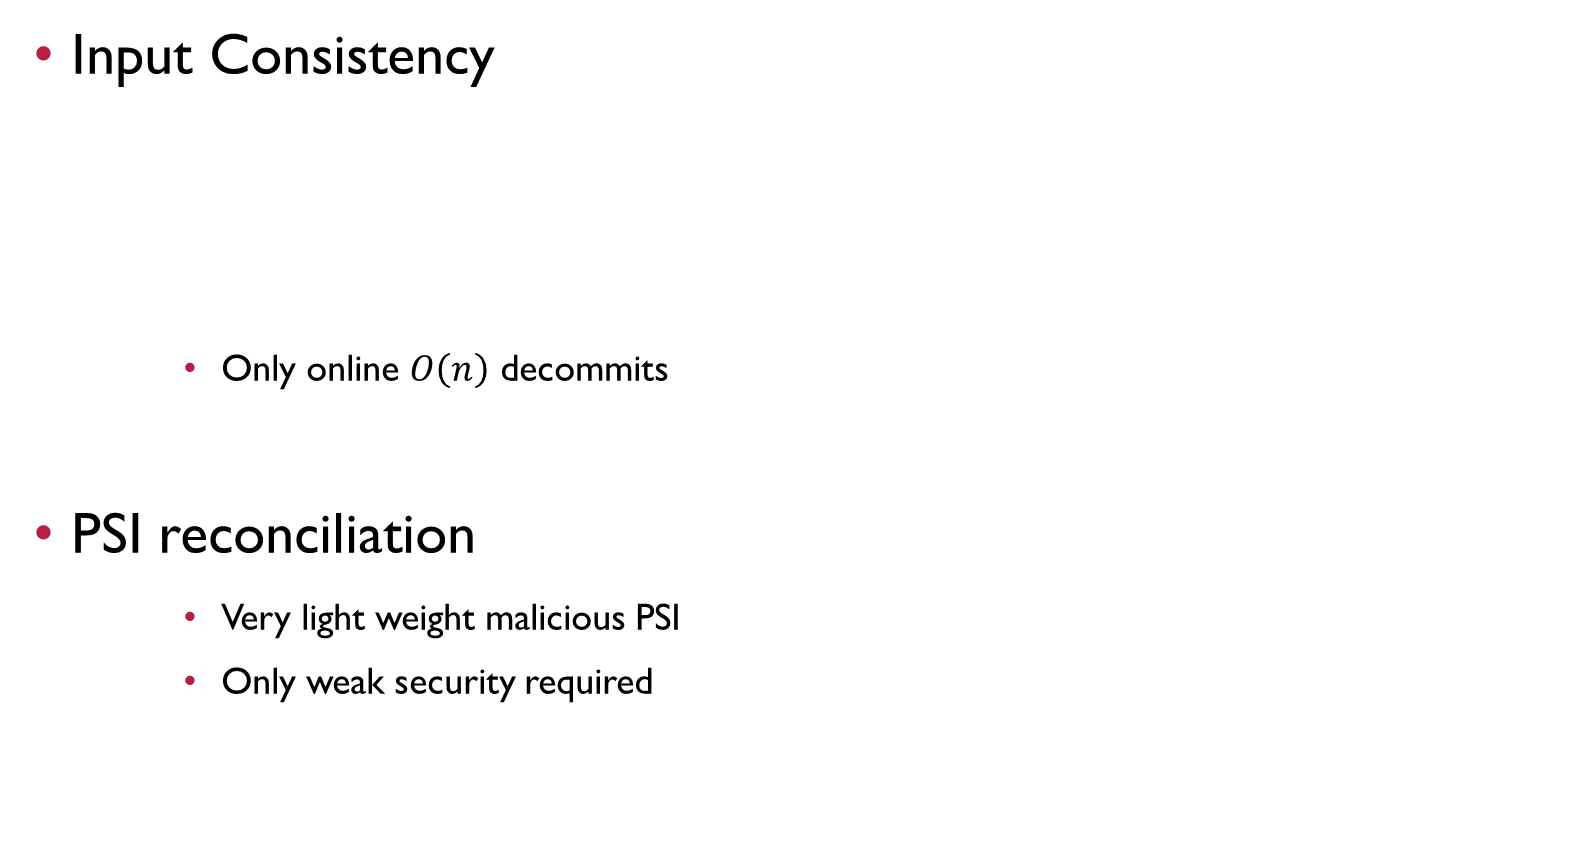 • Input Consistency
• Only online O(n) decommits
• PSI reconciliation
• Very light weight malicious PSI
• Only weak security required